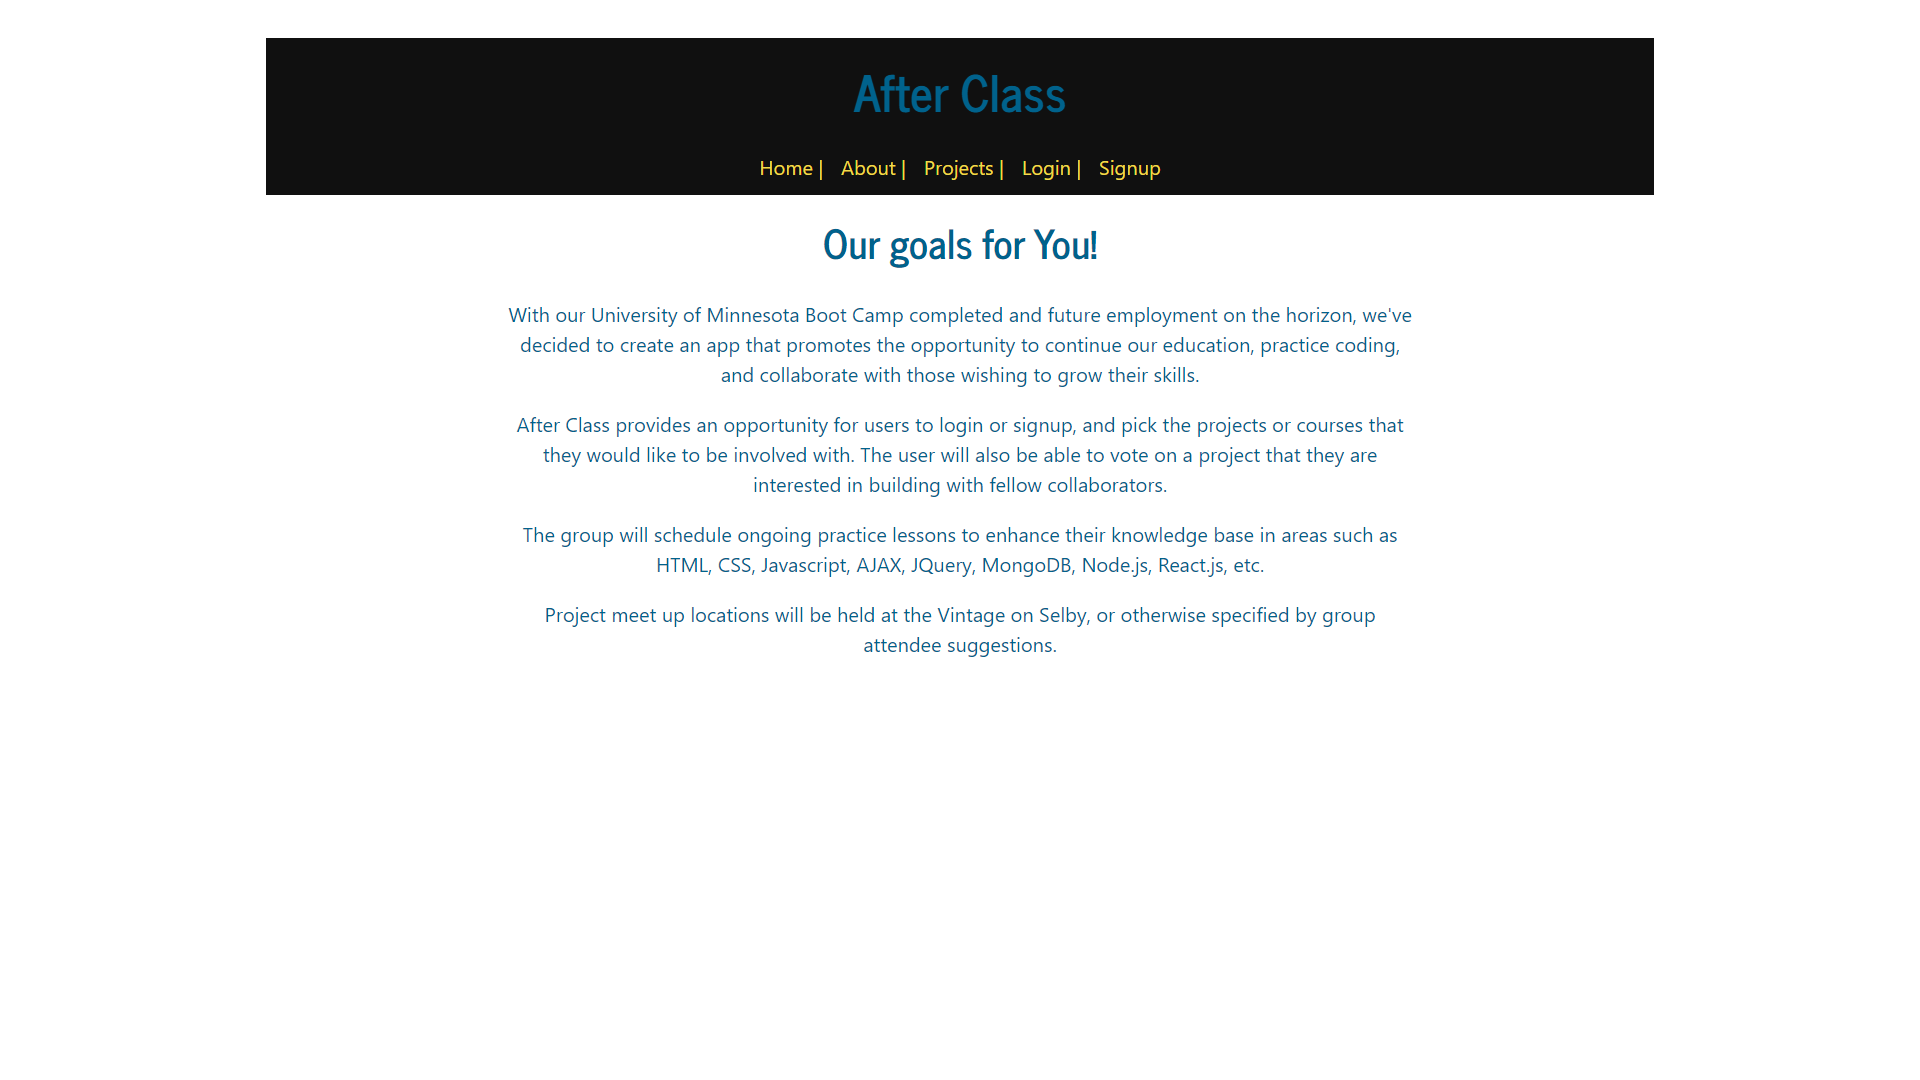 After Class
Home | About | Projects | Login | Signup
Our goals for You!
With our University of Minnesota Boot Camp completed and future employment on the horizon, we've
decided to create an app that promotes the opportunity to continue our education, practice coding,
and collaborate with those wishing to grow their skills.
After Class provides an opportunity for users to login or signup, and pick the projects or courses that
they would like to be involved with. The user will also be able to vote on a project that they are
interested in building with fellow collaborators.
The group will schedule ongoing practice lessons to enhance their knowledge base in areas such as
HTML, CSS, Javascript, AJAX, JQuery, MongoDB, Node.js, React.js, etc.
Project meet up locations will be held at the Vintage on Selby, or otherwise specified by group
attendee suggestions.